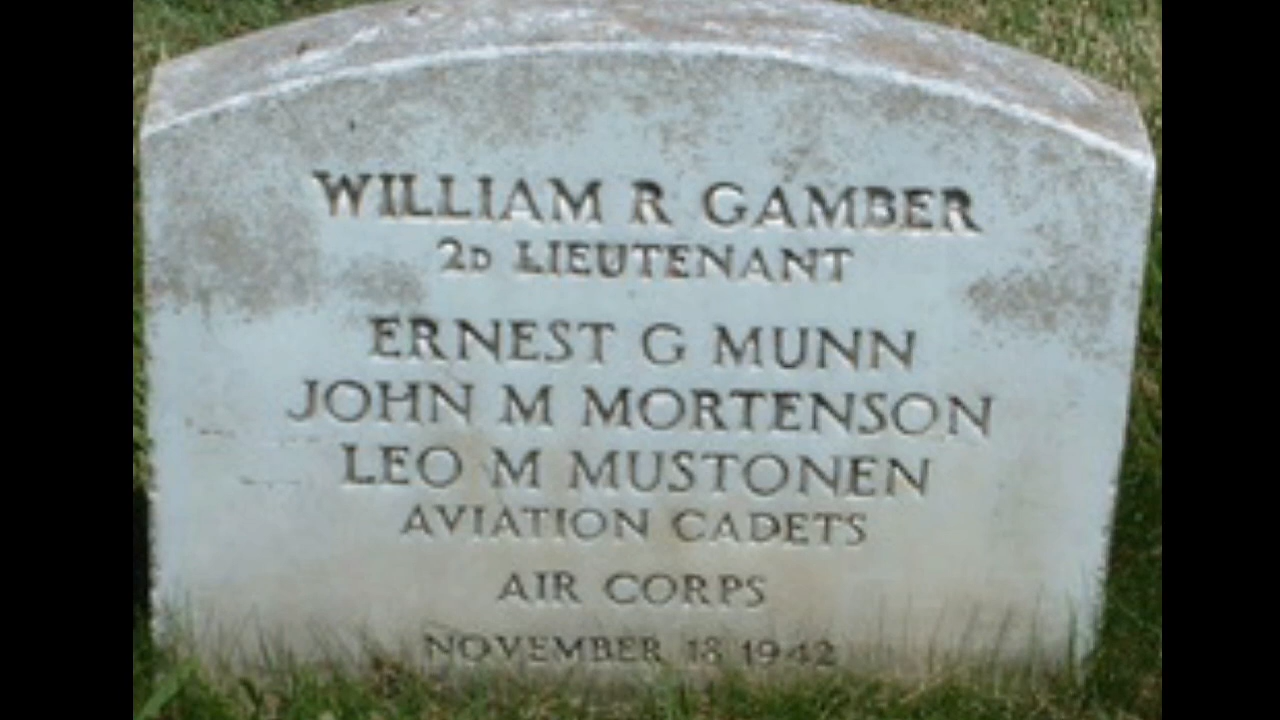 WILLIAM R GAMBER
2D LIEUTENANT
ERNEST G MUNN
JOHN M MORTENSON
LEO M MUSTONEN
AVIATION CADETS
AIR CORPS
NOVEMBER 18 1942